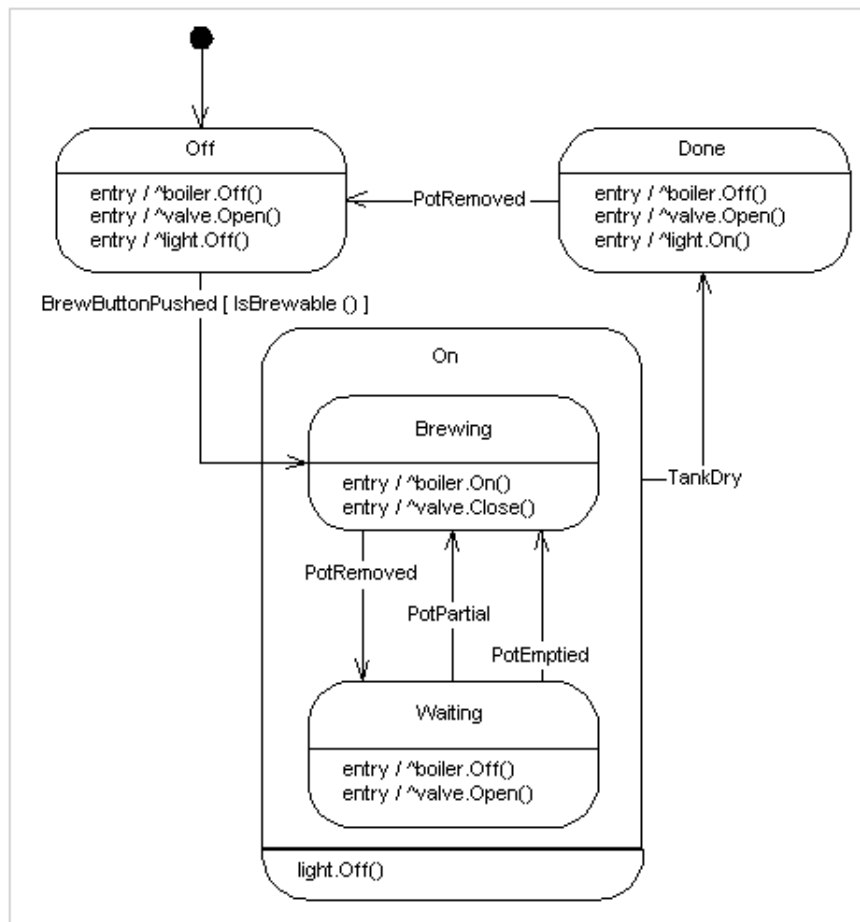 Off
entry / ^boiler.Off()
entry / ^valve.Open()
entry / ^light.Off()
Done
entry / ^boiler.Off()
entry / ^valve.Open()
entry / ^light.On()
PotRemoved
BrewButtonPushed [ IsBrewable () ]
On
Brewing
entry / ^boiler.On()
entry / ^valve.Close()
TankDry
PotRemoved
PotPartial
PotEmptied
Waiting
entry / ^boiler.Off()
entry / ^valve.Open()
light.Off()